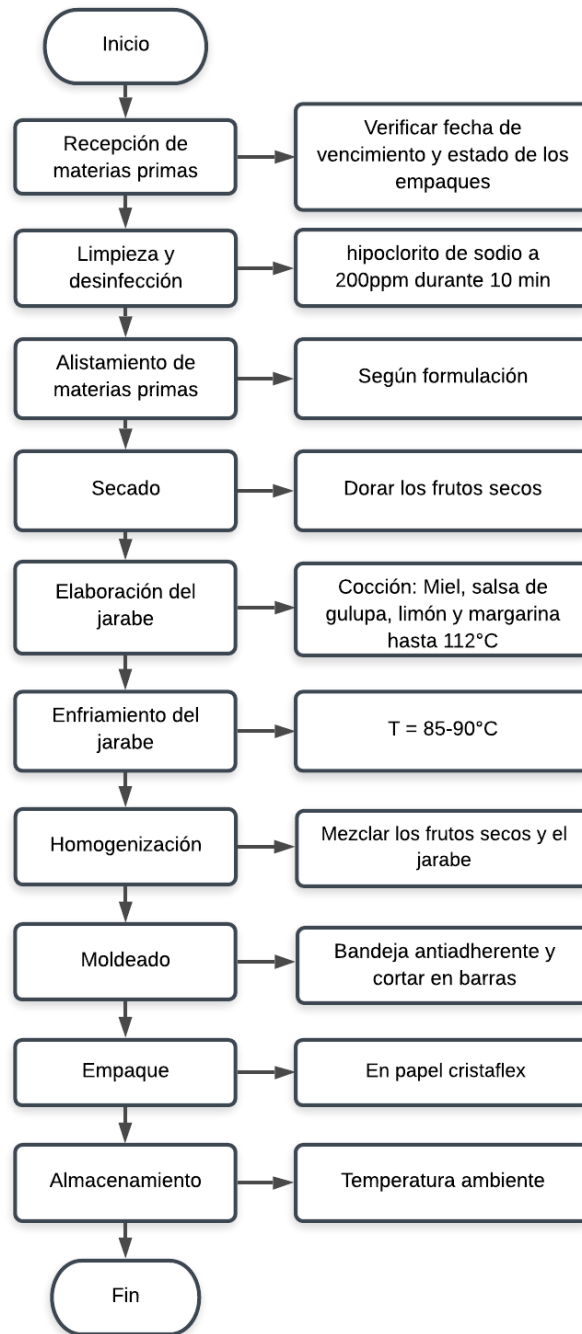 Inicio
Recepción de
materias primas
Verificar fecha de
vencimiento y estado de los
empaques
Limpieza y
desinfección
hipoclorito de sodio a
200ppm durante 10 min
Alistamiento de
materias primas
Según formulación
Secado
Dorar los frutos secos
Elaboración del
jarabe
Cocción: Miel, salsa de
gulupa, limón y margarina
hasta 112°C
Enfriamiento del
jarabe
T = 85-90°C
Homogenización
Mezclar los frutos secos y el
jarabe
Moldeado
Bandeja antiadherente y
cortar en barras
Empaque
En papel cristaflex
Almacenamiento
Temperatura ambiente
Fin